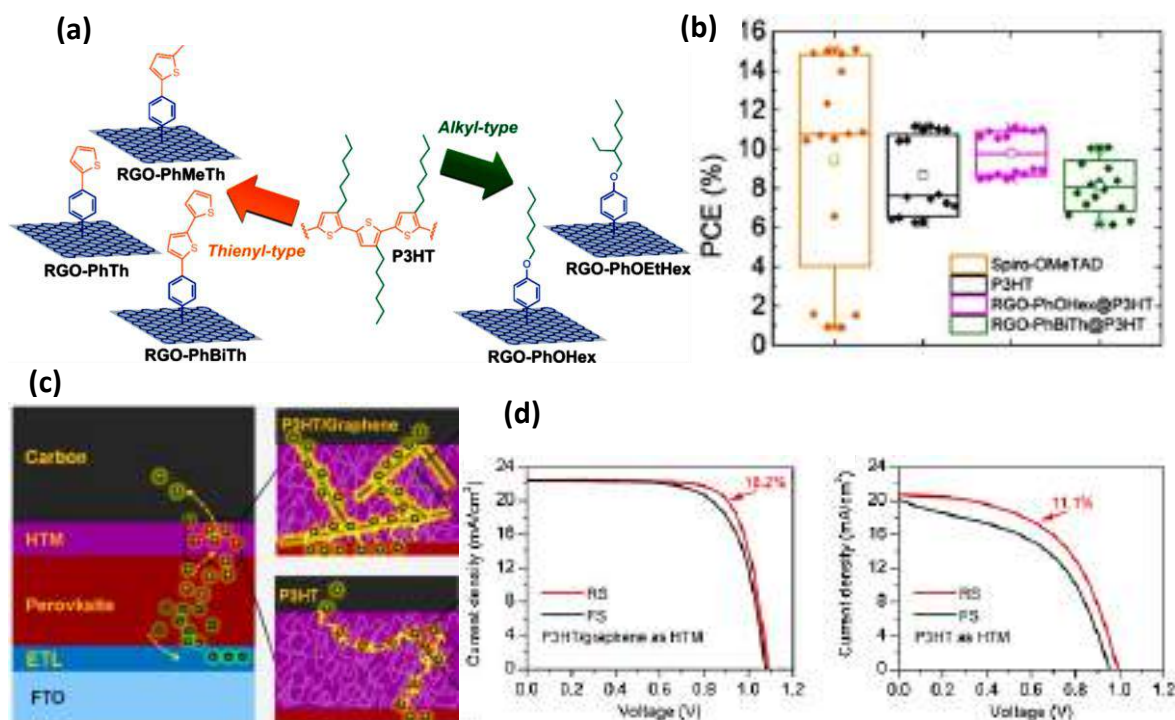 (a)
S
RGO-PhMeTh
S
RGO-PhTh
S
S
RGO-PhBiTh
Thienyl-type
Alkyl-type
S
S
S
P3HT
O
RGO-PhOEtHex
O
RGO-PhOHex
(b)
PCE (%)
16
14
12
10
8
6
4
2
0
Spiro-OMeTAD
P3HT
RGO-PhOHex@P3HT
RGO-PhBiTh@P3HT
(c)
Carbon
HTM
Perovksite
ETL
FTO
P3HT/Graphene
P3HT
(d)
Current density (mA/cm²)
24
20
16
12
8
4
0
18.2%
RS
FS
P3HT/graphene as HTM
0.0 0.2 0.4 0.6 0.8 1.0 1.2
Voltage (V)
Current density (mA/cm²)
24
20
16
12
8
4
0
11.1%
RS
FS
P3HT as HTM
0.0 0.2 0.4 0.6 0.8 1.0 1.2
Voltage (V)